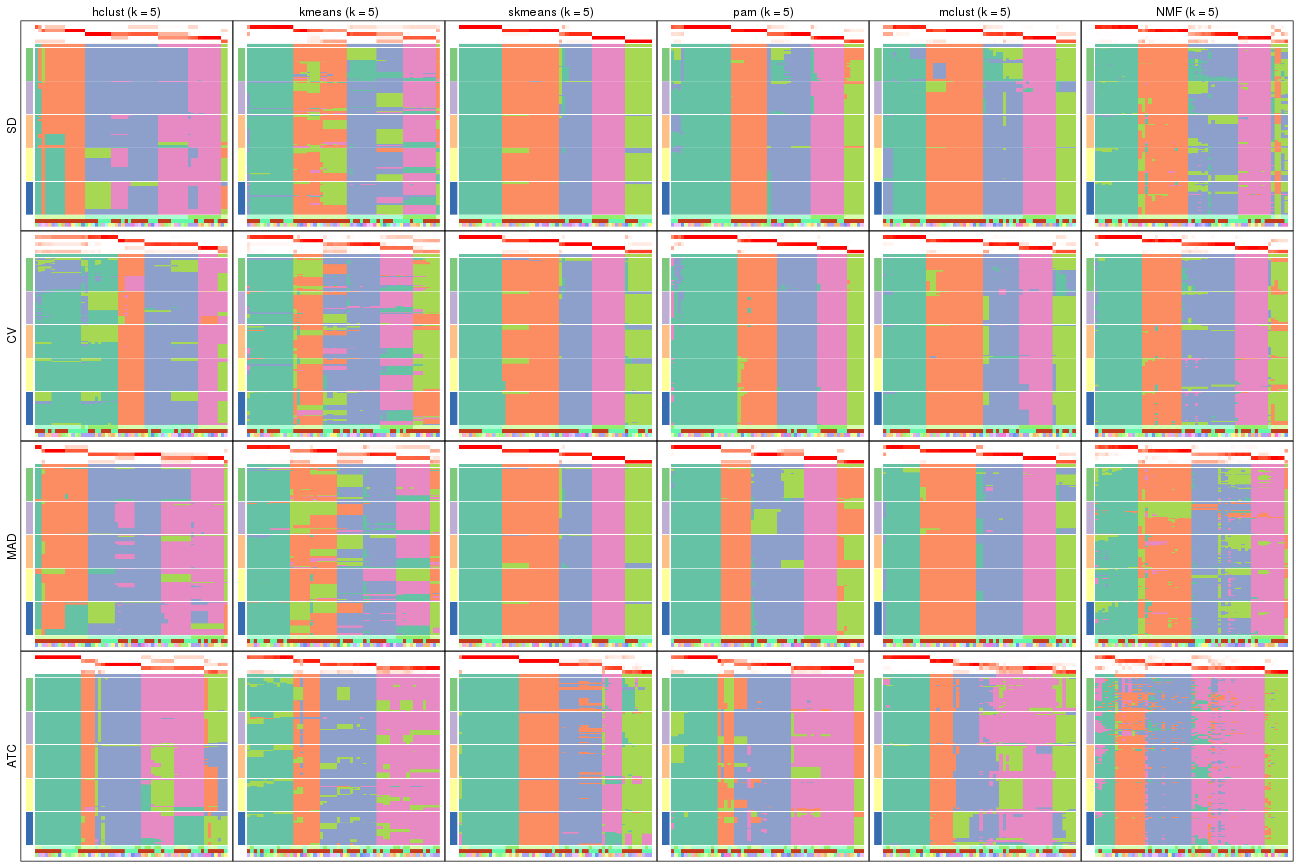 hclust (k = 5) kmeans (k = 5) skmeans (k = 5) pam (k = 5) mclust (k = 5) NMF (k = 5)
SD
CV
MAD
ATC